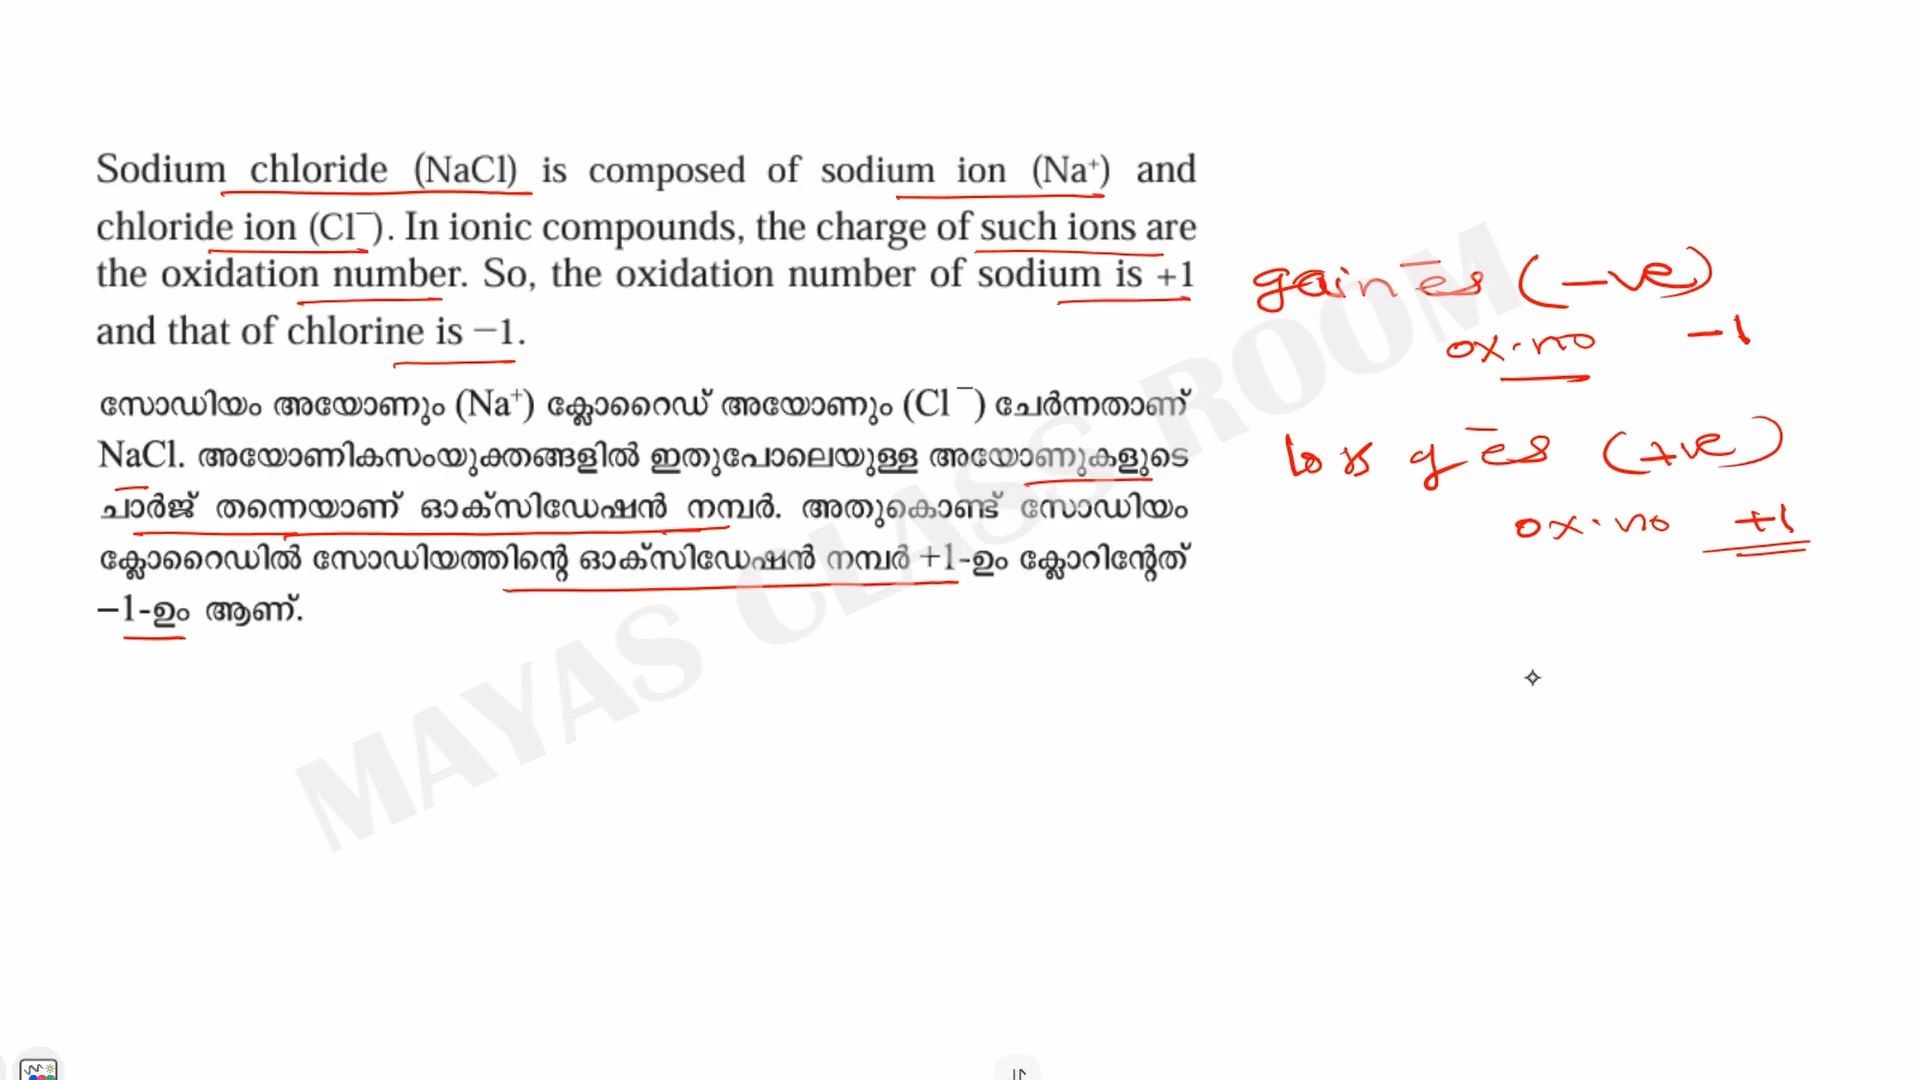 Sodium chloride (NaCl) is composed of sodium ion (Na⁺) and
chloride ion (Cl⁻). In ionic compounds, the charge of such ions are
the oxidation number. So, the oxidation number of sodium is +1
and that of chlorine is −1.
സോഡിയം അയോണും (Na⁺) ക്ലോറൈഡ് അയോണും (Cl⁻) ചേർന്നതാണ്
NaCl. അയോണികസംയുക്തങ്ങളിൽ ഇതുപോലെയുള്ള അയോണുകളുടെ
ചാർജ് തന്നെയാണ് ഓക്സിഡേഷൻ നമ്പർ. അതുകൊണ്ട് സോഡിയം
ക്ലോറൈഡിൽ സോഡിയത്തിന്റെ ഓക്സിഡേഷൻ നമ്പർ +1-ഉം ക്ലോറിന്റേത്
−1-ഉം ആണ്.
gain ēs (−ve)
ox·no −1
loss of ēs (+ve)
ox·no +1
MAYAS CLASS ROOM